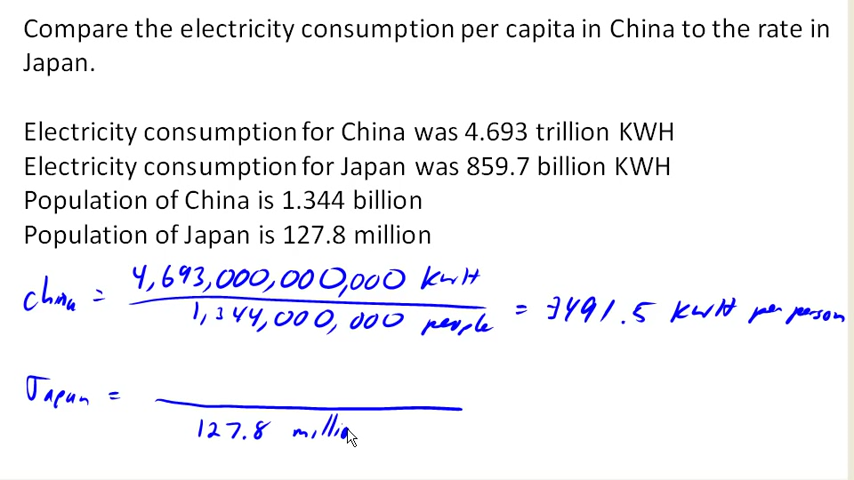 Compare the electricity consumption per capita in China to the rate in
Japan.
Electricity consumption for China was 4.693 trillion KWH
Electricity consumption for Japan was 859.7 billion KWH
Population of China is 1.344 billion
Population of Japan is 127.8 million
China = 4,693,000,000,000 KWH
1,344,000,000 people
= 3491.5 KWH per person
Japan =
127.8 millio